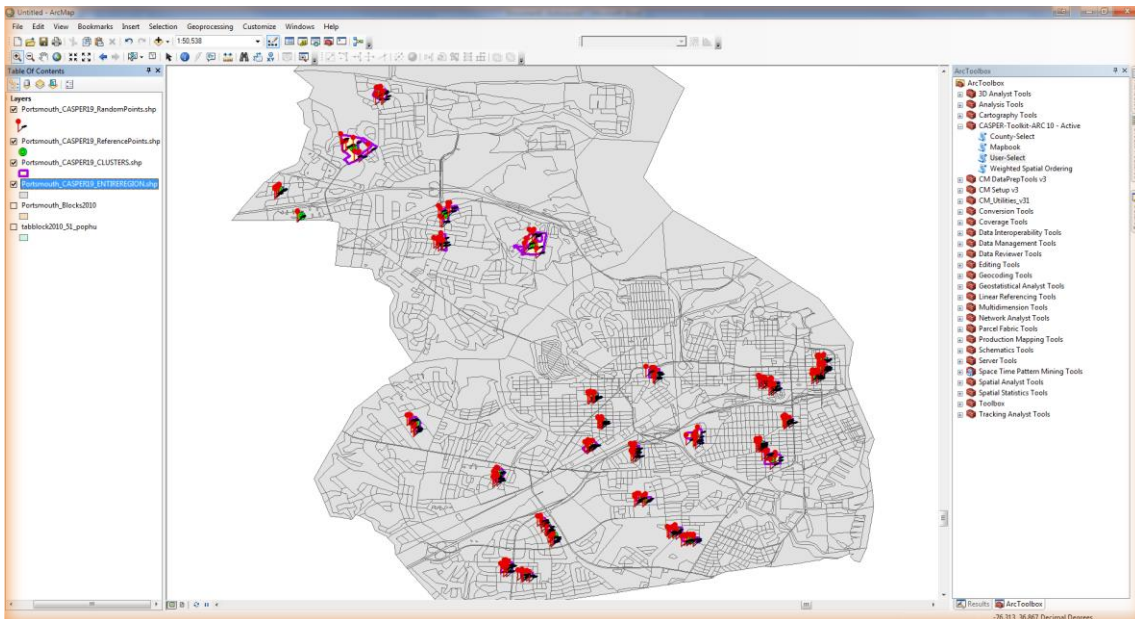 Untitled - ArcMap
File Edit View Bookmarks Insert Selection Geoprocessing Customize Windows Help
1:50,538
Table Of Contents
Layers
Portsmouth_CASPER19_RandomPoints.shp
Portsmouth_CASPER19_ReferencePoints.shp
Portsmouth_CASPER19_CLUSTERS.shp
Portsmouth_CASPER19_ENTIREREGION.shp
Portsmouth_Blocks2010
tabblock2010_51_pophu
ArcToolbox
ArcToolbox
3D Analyst Tools
Analysis Tools
Cartography Tools
CASPER-Toolkit-ARC 10 - Active
County-Select
Mapbook
User-Select
Weighted Spatial Ordering
CM DataPrepTools v3
CM Setup v3
CM_Utilities_v31
Conversion Tools
Coverage Tools
Data Interoperability Tools
Data Management Tools
Data Reviewer Tools
Editing Tools
Geocoding Tools
Geostatistical Analyst Tools
Linear Referencing Tools
Multidimension Tools
Network Analyst Tools
Parcel Fabric Tools
Production Mapping Tools
Schematics Tools
Server Tools
Space Time Pattern Mining Tools
Spatial Analyst Tools
Spatial Statistics Tools
Toolbox
Tracking Analyst Tools
Results ArcToolbox
-76.313 36.867 Decimal Degrees